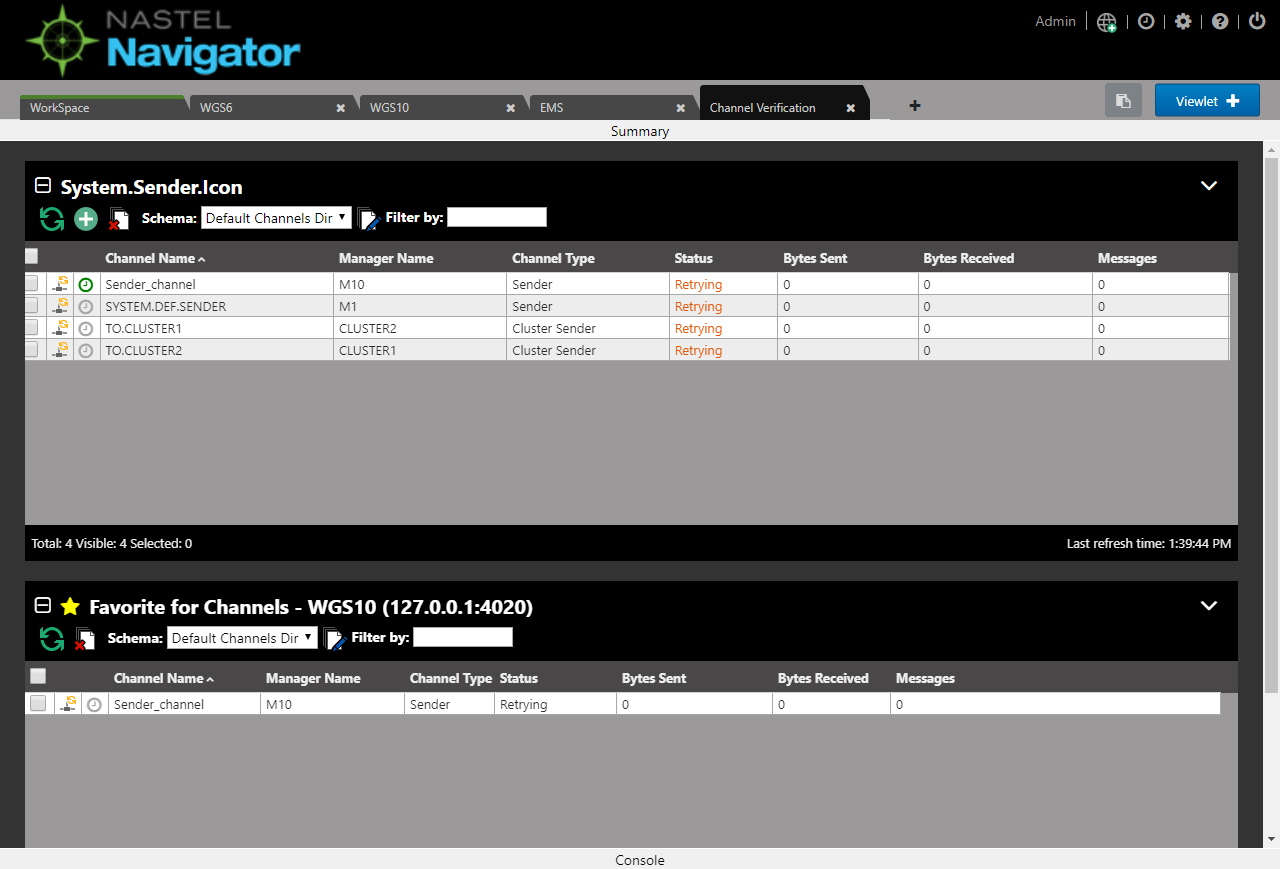 NASTEL
Navigator
Admin
WorkSpace WGS6 WGS10 EMS Channel Verification Viewlet
Summary
System.Sender.Icon
Schema: Default Channels Dir Filter by:
Channel Name Manager Name Channel Type Status Bytes Sent Bytes Received Messages
Sender_channel M10 Sender Retrying 0 0 0
SYSTEM.DEF.SENDER M1 Sender Retrying 0 0 0
TO.CLUSTER1 CLUSTER2 Cluster Sender Retrying 0 0 0
TO.CLUSTER2 CLUSTER1 Cluster Sender Retrying 0 0 0
Total: 4 Visible: 4 Selected: 0 Last refresh time: 1:39:44 PM
Favorite for Channels - WGS10 (127.0.0.1:4020)
Schema: Default Channels Dir Filter by:
Channel Name Manager Name Channel Type Status Bytes Sent Bytes Received Messages
Sender_channel M10 Sender Retrying 0 0 0
Console